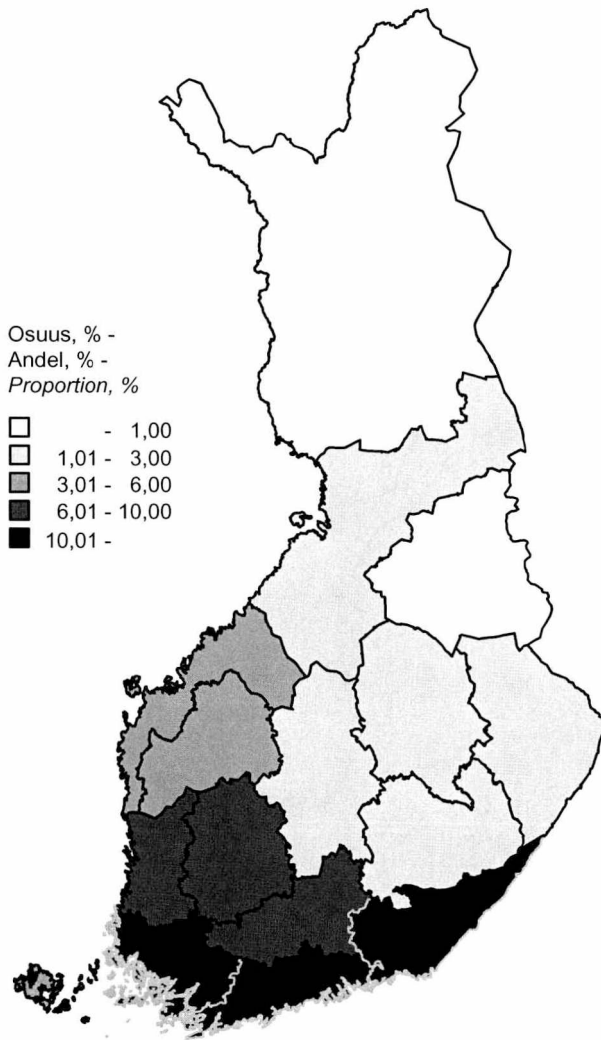 Osuus, % -
Andel, % -
Proportion, %
- 1,00
1,01 - 3,00
3,01 - 6,00
6,01 - 10,00
10,01 -